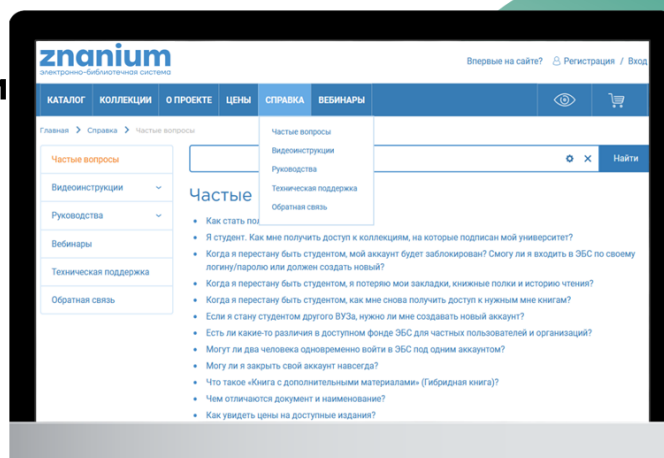 znanium
электронно-библиотечная система
Впервые на сайте? Регистрация / Вход
КАТАЛОГ КОЛЛЕКЦИИ О ПРОЕКТЕ ЦЕНЫ СПРАВКА ВЕБИНАРЫ
Главная > Справка > Частые вопросы
Частые вопросы
Видеоинструкции
Руководства
Вебинары
Техническая поддержка
Обратная связь
Частые вопросы
Видеоинструкции
Руководства
Техническая поддержка
Обратная связь
Найти
Частые
• Как стать
• Я студент. Как мне получить доступ к коллекциям, на которые подписан мой университет?
• Когда я перестану быть студентом, мой аккаунт будет заблокирован? Смогу ли я входить в ЭБС по своему
логину/паролю или должен создать новый?
• Когда я перестану быть студентом, я потеряю мои закладки, книжные полки и историю чтения?
• Когда я перестану быть студентом, как мне снова получить доступ к нужным мне книгам?
• Если я стану студентом другого ВУЗа, нужно ли мне создавать новый аккаунт?
• Есть ли какие-то различия в доступном фонде ЭБС для частных пользователей и организаций?
• Могут ли два человека одновременно войти в ЭБС под одним аккаунтом?
• Могу ли я закрыть свой аккаунт навсегда?
• Что такое «Книга с дополнительными материалами» (Гибридная книга)?
• Чем отличаются документ и наименование?
• Как увидеть цены на доступные издания?